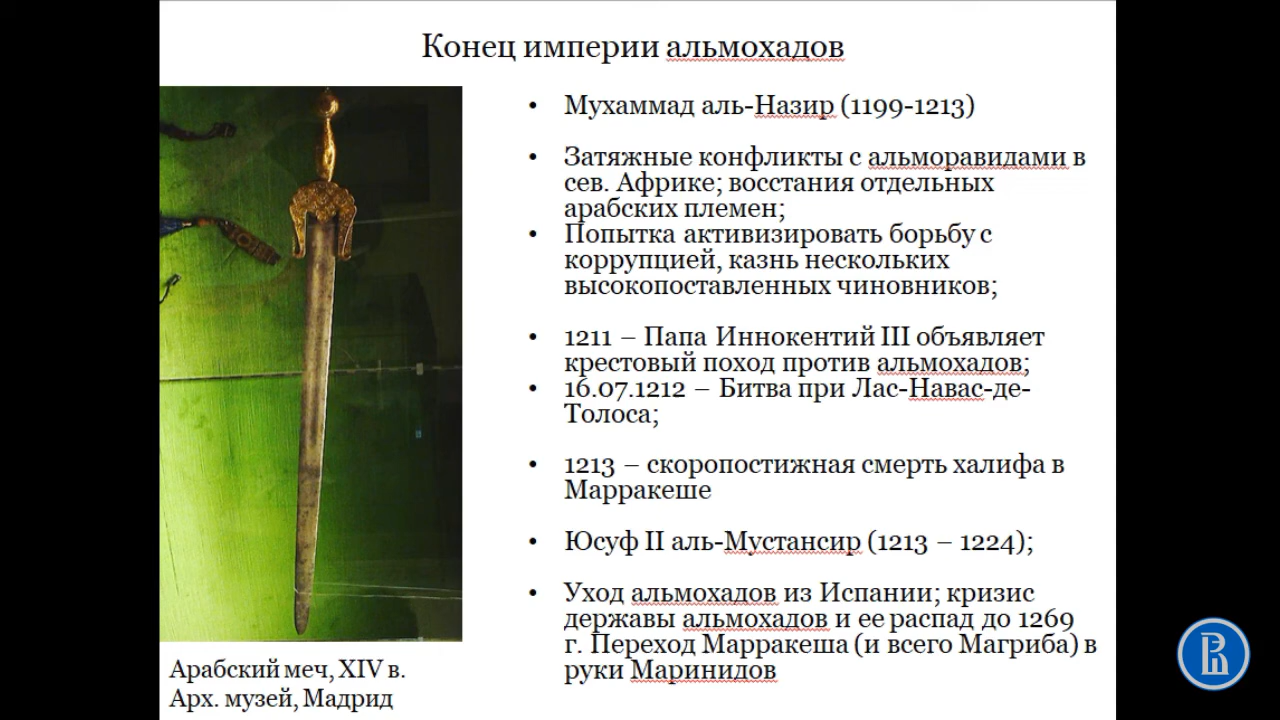 Конец империи альмохадов
• Мухаммад аль-Назир (1199-1213)
• Затяжные конфликты с альморавидами в
сев. Африке; восстания отдельных
арабских племен;
• Попытка активизировать борьбу с
коррупцией, казнь нескольких
высокопоставленных чиновников;
• 1211 – Папа Иннокентий III объявляет
крестовый поход против альмохадов;
• 16.07.1212 – Битва при Лас-Навас-де-
Толоса;
• 1213 – скоропостижная смерть халифа в
Марракеше
• Юсуф II аль-Мустансир (1213 – 1224);
• Уход альмохадов из Испании; кризис
державы альмохадов и ее распад до 1269
г. Переход Марракеша (и всего Магриба) в
руки Маринидов
Арабский меч, XIV в.
Арх. музей, Мадрид